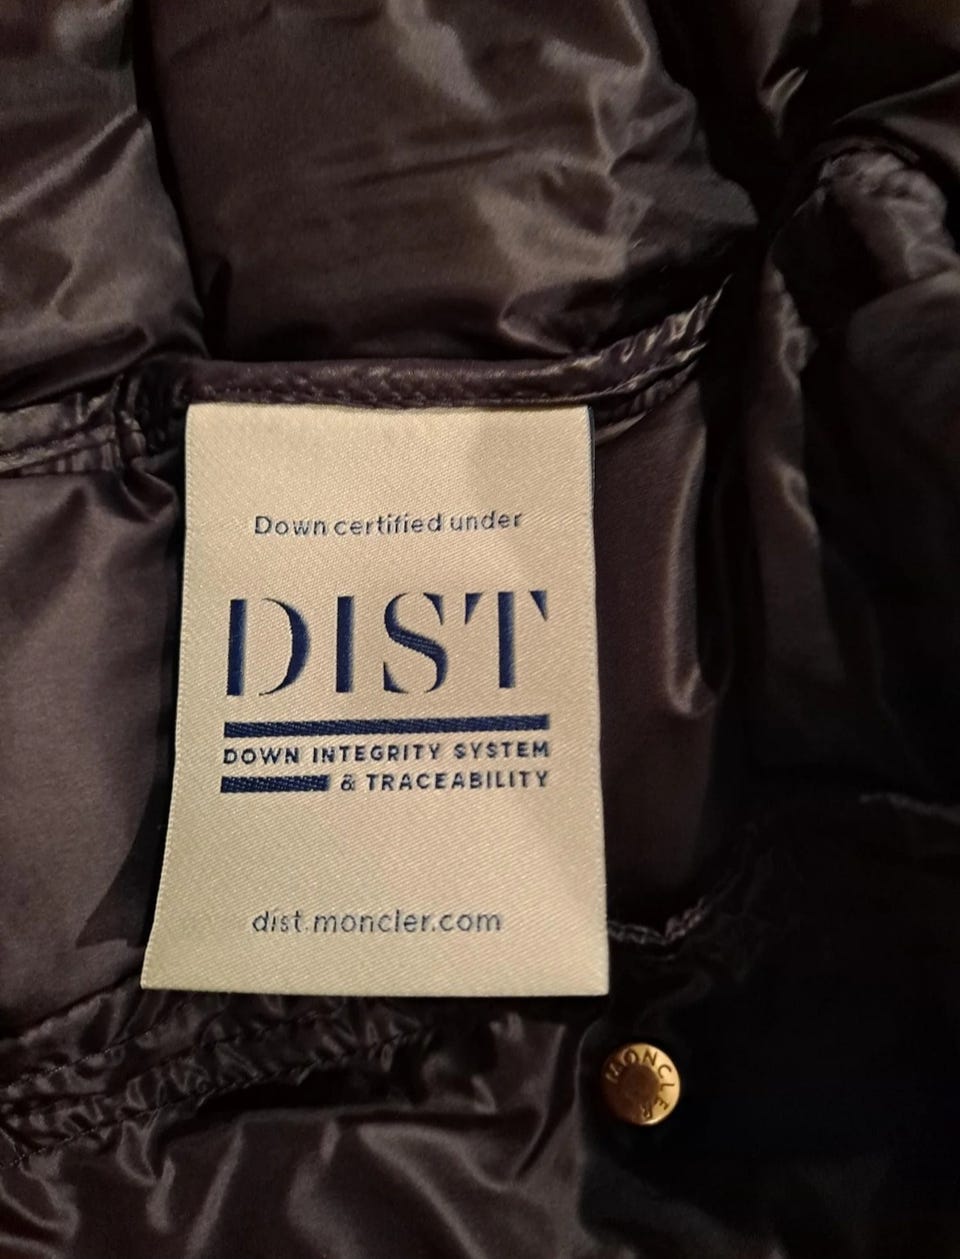 Down certified under
DIST
DOWN INTEGRITY SYSTEM
& TRACEABILITY
dist.moncler.com
MONCLER